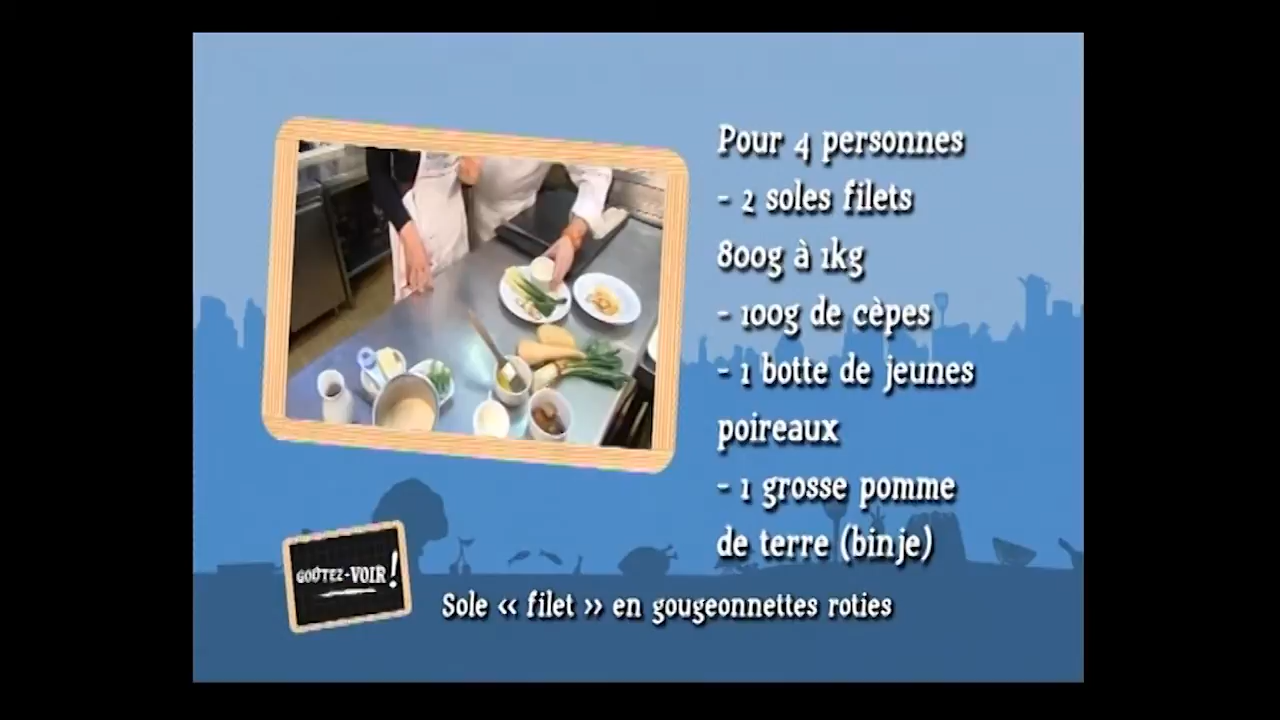 Pour 4 personnes
- 2 soles filets
800g à 1kg
- 100g de cèpes
- 1 botte de jeunes
poireaux
- 1 grosse pomme
de terre (binje)
GOÛTEZ-VOIR!
Sole « filet » en gougeonnettes roties